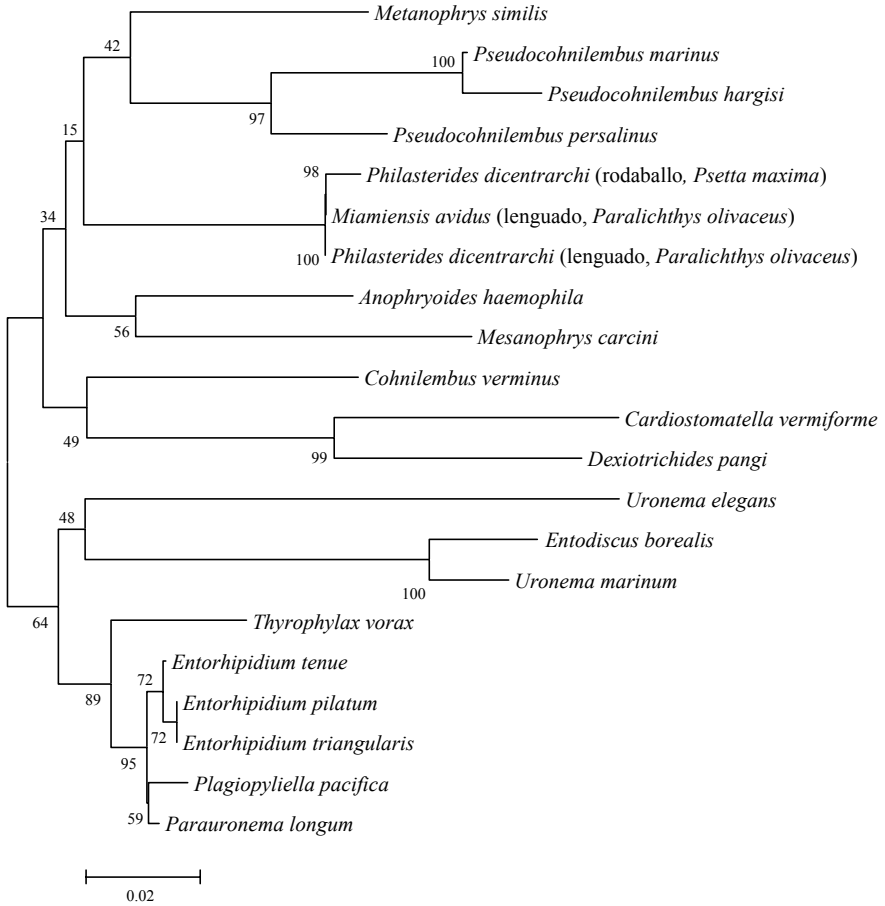 Metanophrys similis
42
Pseudocohnilembus marinus
100
Pseudocohnilembus hargisi
97
Pseudocohnilembus persalinus
15
98
Philasterides dicentrarchi (rodaballo, Psetta maxima)
34
Miamiensis avidus (lenguado, Paralichthys olivaceus)
100
Philasterides dicentrarchi (lenguado, Paralichthys olivaceus)
Anophryoides haemophila
56
Mesanophrys carcini
Cohnilembus verminus
49
Cardiostomatella vermiforme
99
Dexiotrichides pangi
Uronema elegans
48
Entodiscus borealis
Uronema marinum
100
64
Thyrophylax vorax
Entorhipidium tenue
72
89
Entorhipidium pilatum
72
Entorhipidium triangularis
95
Plagiopyliella pacifica
59
Parauronema longum
0.02